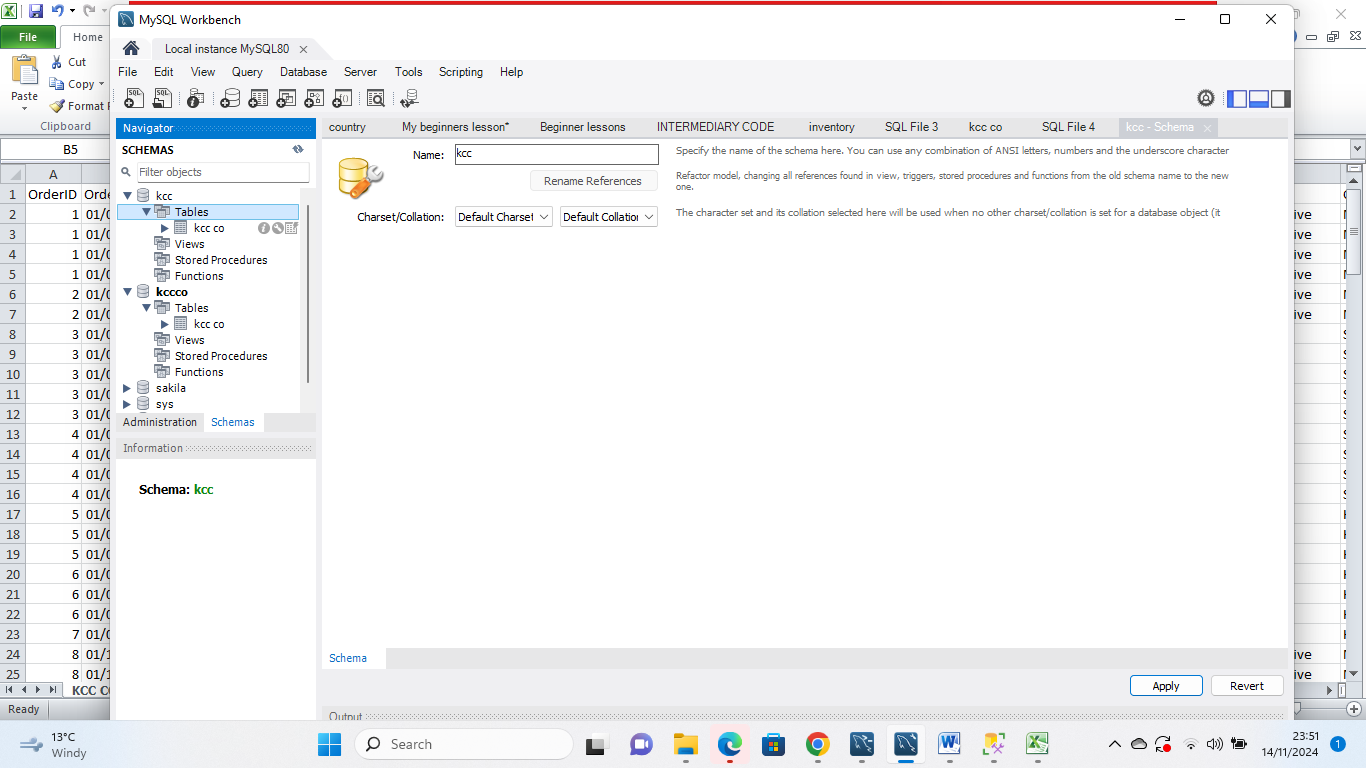 File
Home
Cut
Copy
Format
Paste
Clipboard
B5
A
1 OrderID Orde
2 1 01/0
3 1 01/0
4 1 01/0
5 1 01/0
6 2 01/0
7 2 01/0
8 3 01/0
9 3 01/0
10 3 01/0
11 3 01/0
12 3 01/0
13 4 01/0
14 4 01/0
15 4 01/0
16 4 01/0
17 5 01/0
18 5 01/0
19 5 01/0
20 6 01/0
21 6 01/0
22 6 01/0
23 7 01/0
24 8 01/1
25 8 01/1
KCC CO
Ready
MySQL Workbench
Local instance MySQL80
File Edit View Query Database Server Tools Scripting Help
Navigator
SCHEMAS
Filter objects
kcc
Tables
kcc co
Views
Stored Procedures
Functions
kccco
Tables
kcc co
Views
Stored Procedures
Functions
sakila
sys
Administration Schemas
Information
Schema: kcc
country My beginners lesson* Beginner lessons INTERMEDIARY CODE inventory SQL File 3 kcc co SQL File 4 kcc - Schema
Name: kcc
Specify the name of the schema here. You can use any combination of ANSI letters, numbers and the underscore character
Rename References
Refactor model, changing all references found in view, triggers, stored procedures and functions from the old schema name to the new
one.
Charset/Collation: Default Charset Default Collation
The character set and its collation selected here will be used when no other charset/collation is set for a database object (it
Schema
Apply Revert
Output
ive
ive
ive
ive
ive
ive
ive
ive
13°C
Windy
Search
23:51
14/11/2024
1